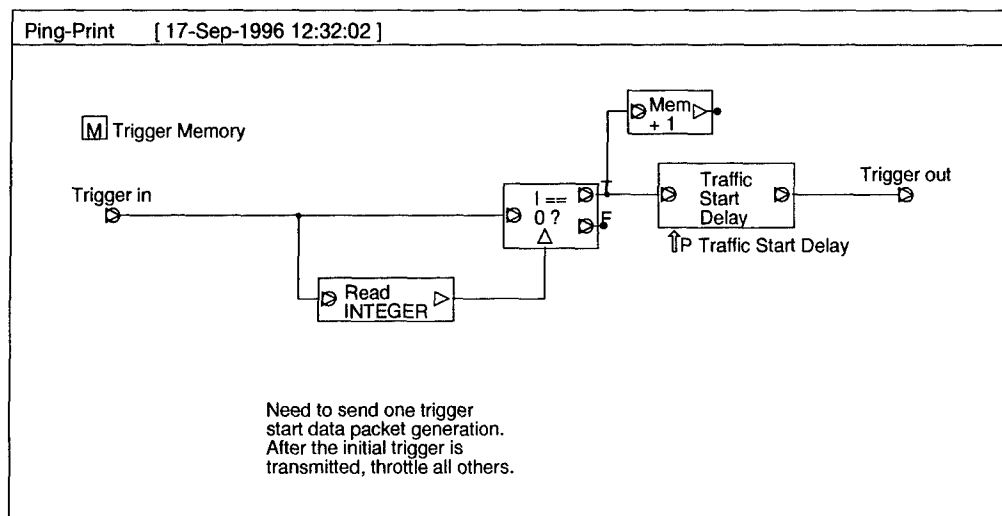 Ping-Print [ 17-Sep-1996 12:32:02 ]
Mem
+ 1
M Trigger Memory
Trigger in
I ==
0 ?
T
F
Traffic
Start
Delay
Trigger out
⇑P Traffic Start Delay
Read
INTEGER
Need to send one trigger
start data packet generation.
After the initial trigger is
transmitted, throttle all others.